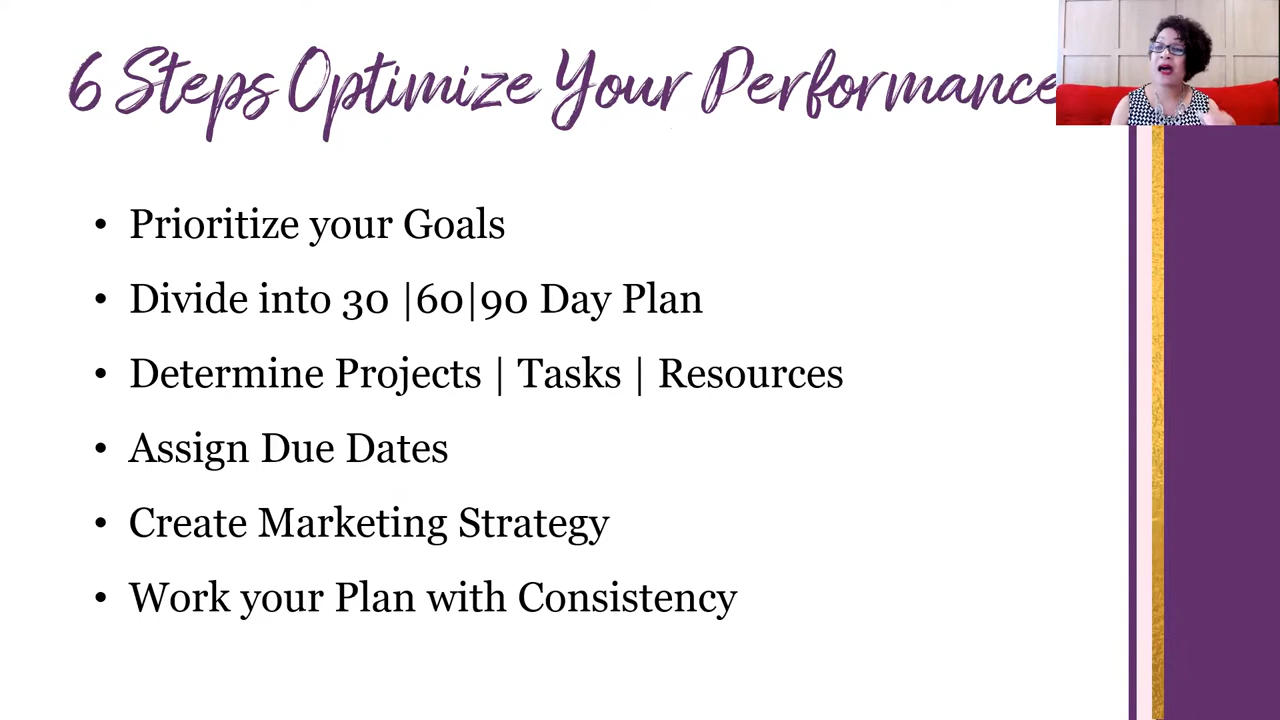 6 Steps Optimize Your Performance
• Prioritize your Goals
• Divide into 30 |60|90 Day Plan
• Determine Projects | Tasks | Resources
• Assign Due Dates
• Create Marketing Strategy
• Work your Plan with Consistency